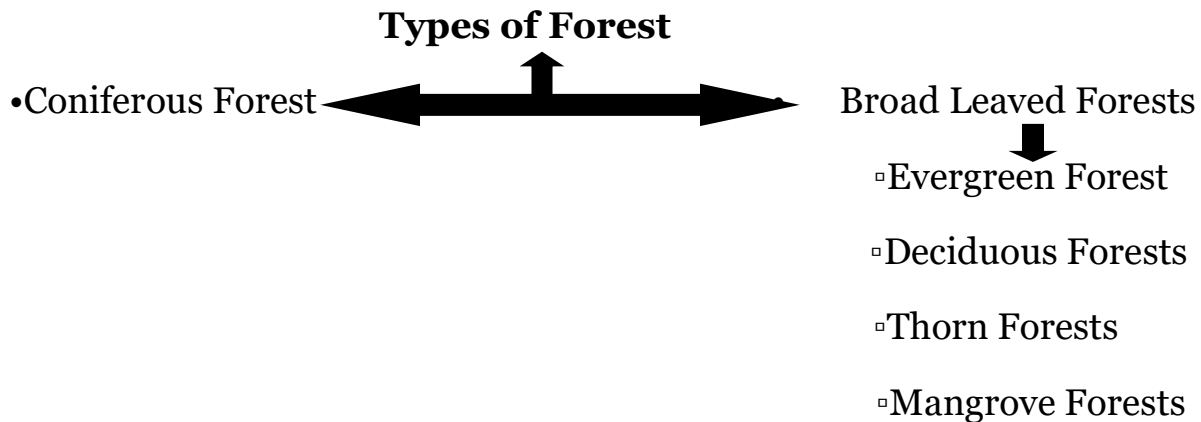 Types of Forest
•Coniferous Forest • Broad Leaved Forests
▫Evergreen Forest
▫Deciduous Forests
▫Thorn Forests
▫Mangrove Forests